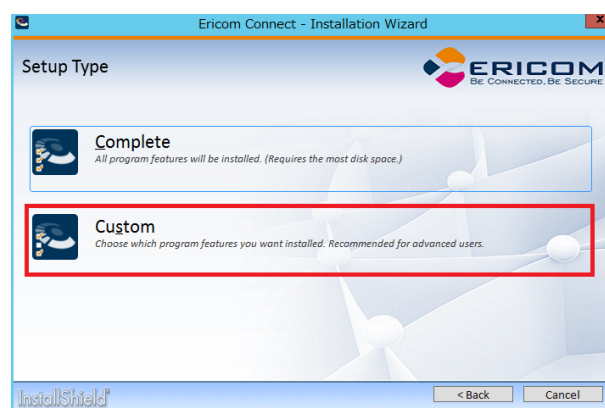 Ericom Connect - Installation Wizard
x
Setup Type
ERICOM
BE CONNECTED, BE SECURE
Complete
All program features will be installed. (Requires the most disk space.)
Custom
Choose which program features you want installed. Recommended for advanced users.
InstallShield
< Back
Cancel